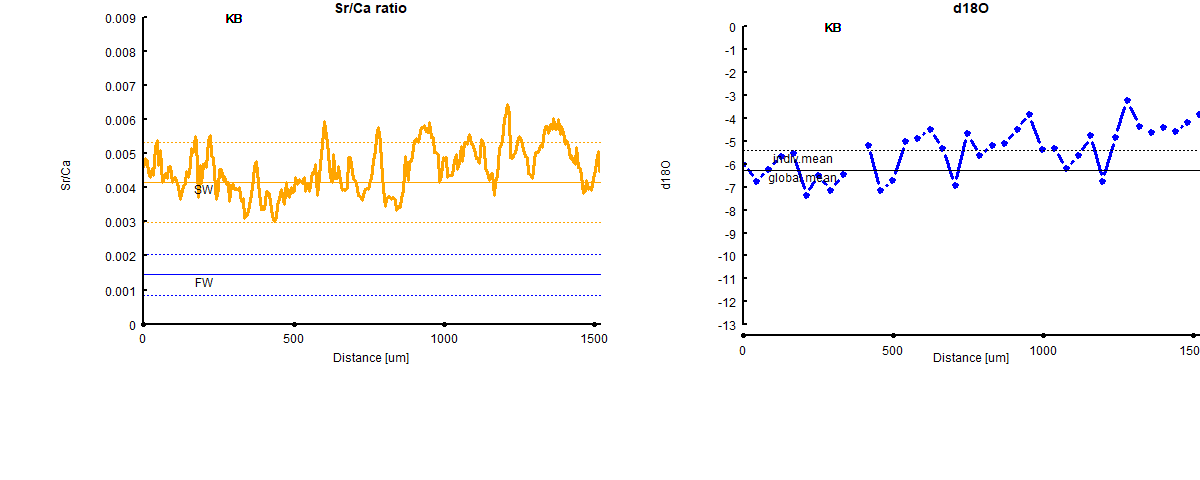 Sr/Ca ratio
KB
0.009
0.008
0.007
0.006
0.005
0.004
0.003
0.002
0.001
0
Sr/Ca
SW
FW
0
500
1000
1500
Distance [um]
d18O
KB
0
-1
-2
-3
-4
-5
-6
-7
-8
-9
-10
-11
-12
-13
d18O
indiv.mean
global.mean
0
500
1000
150
Distance [um]